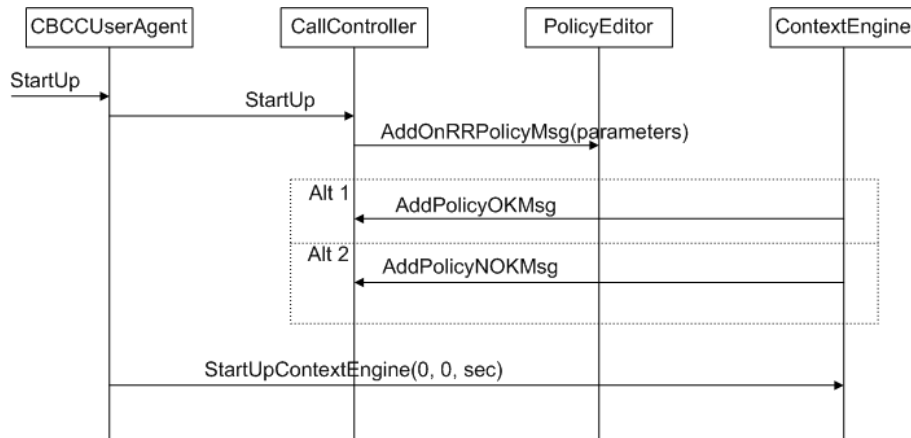 CBCCUserAgent
CallController
PolicyEditor
ContextEngine
StartUp
StartUp
AddOnRRPolicyMsg(parameters)
Alt 1
AddPolicyOKMsg
Alt 2
AddPolicyNOKMsg
StartUpContextEngine(0, 0, sec)